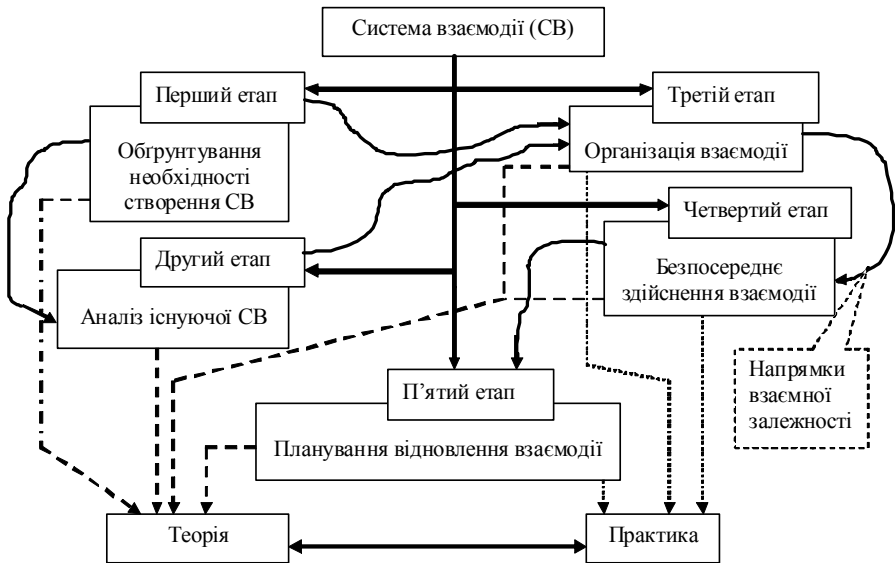 Система взаємодії (СВ)
Перший етап
Третій етап
Обґрунтування
необхідності
створення СВ
Організація взаємодії
Четвертий етап
Другий етап
Безпосереднє
здійснення взаємодії
Аналіз існуючої СВ
Напрямки
взаємної
залежності
П’ятий етап
Планування відновлення взаємодії
Теорія
Практика